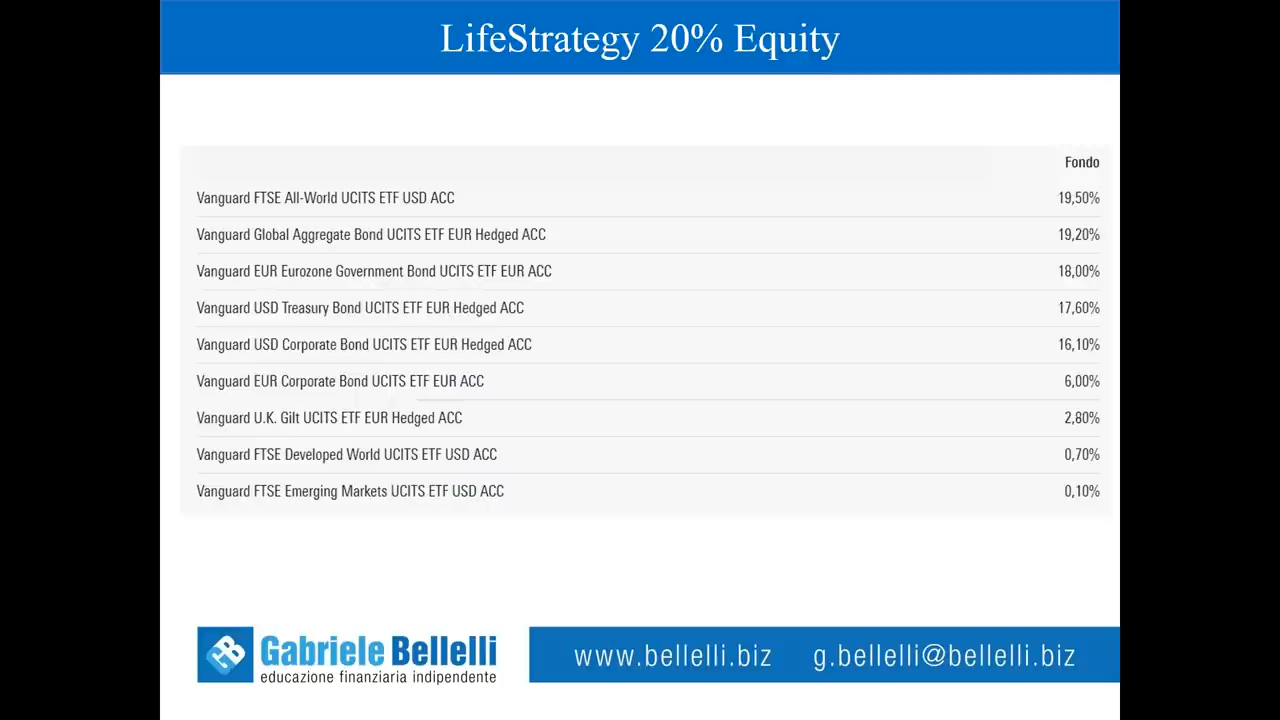 LifeStrategy 20% Equity
Fondo
Vanguard FTSE All-World UCITS ETF USD ACC 19,50%
Vanguard Global Aggregate Bond UCITS ETF EUR Hedged ACC 19,20%
Vanguard EUR Eurozone Government Bond UCITS ETF EUR ACC 18,00%
Vanguard USD Treasury Bond UCITS ETF EUR Hedged ACC 17,60%
Vanguard USD Corporate Bond UCITS ETF EUR Hedged ACC 16,10%
Vanguard EUR Corporate Bond UCITS ETF EUR ACC 6,00%
Vanguard U.K. Gilt UCITS ETF EUR Hedged ACC 2,80%
Vanguard FTSE Developed World UCITS ETF USD ACC 0,70%
Vanguard FTSE Emerging Markets UCITS ETF USD ACC 0,10%
Gabriele Bellelli
educazione finanziaria indipendente
www.bellelli.biz g.bellelli@bellelli.biz